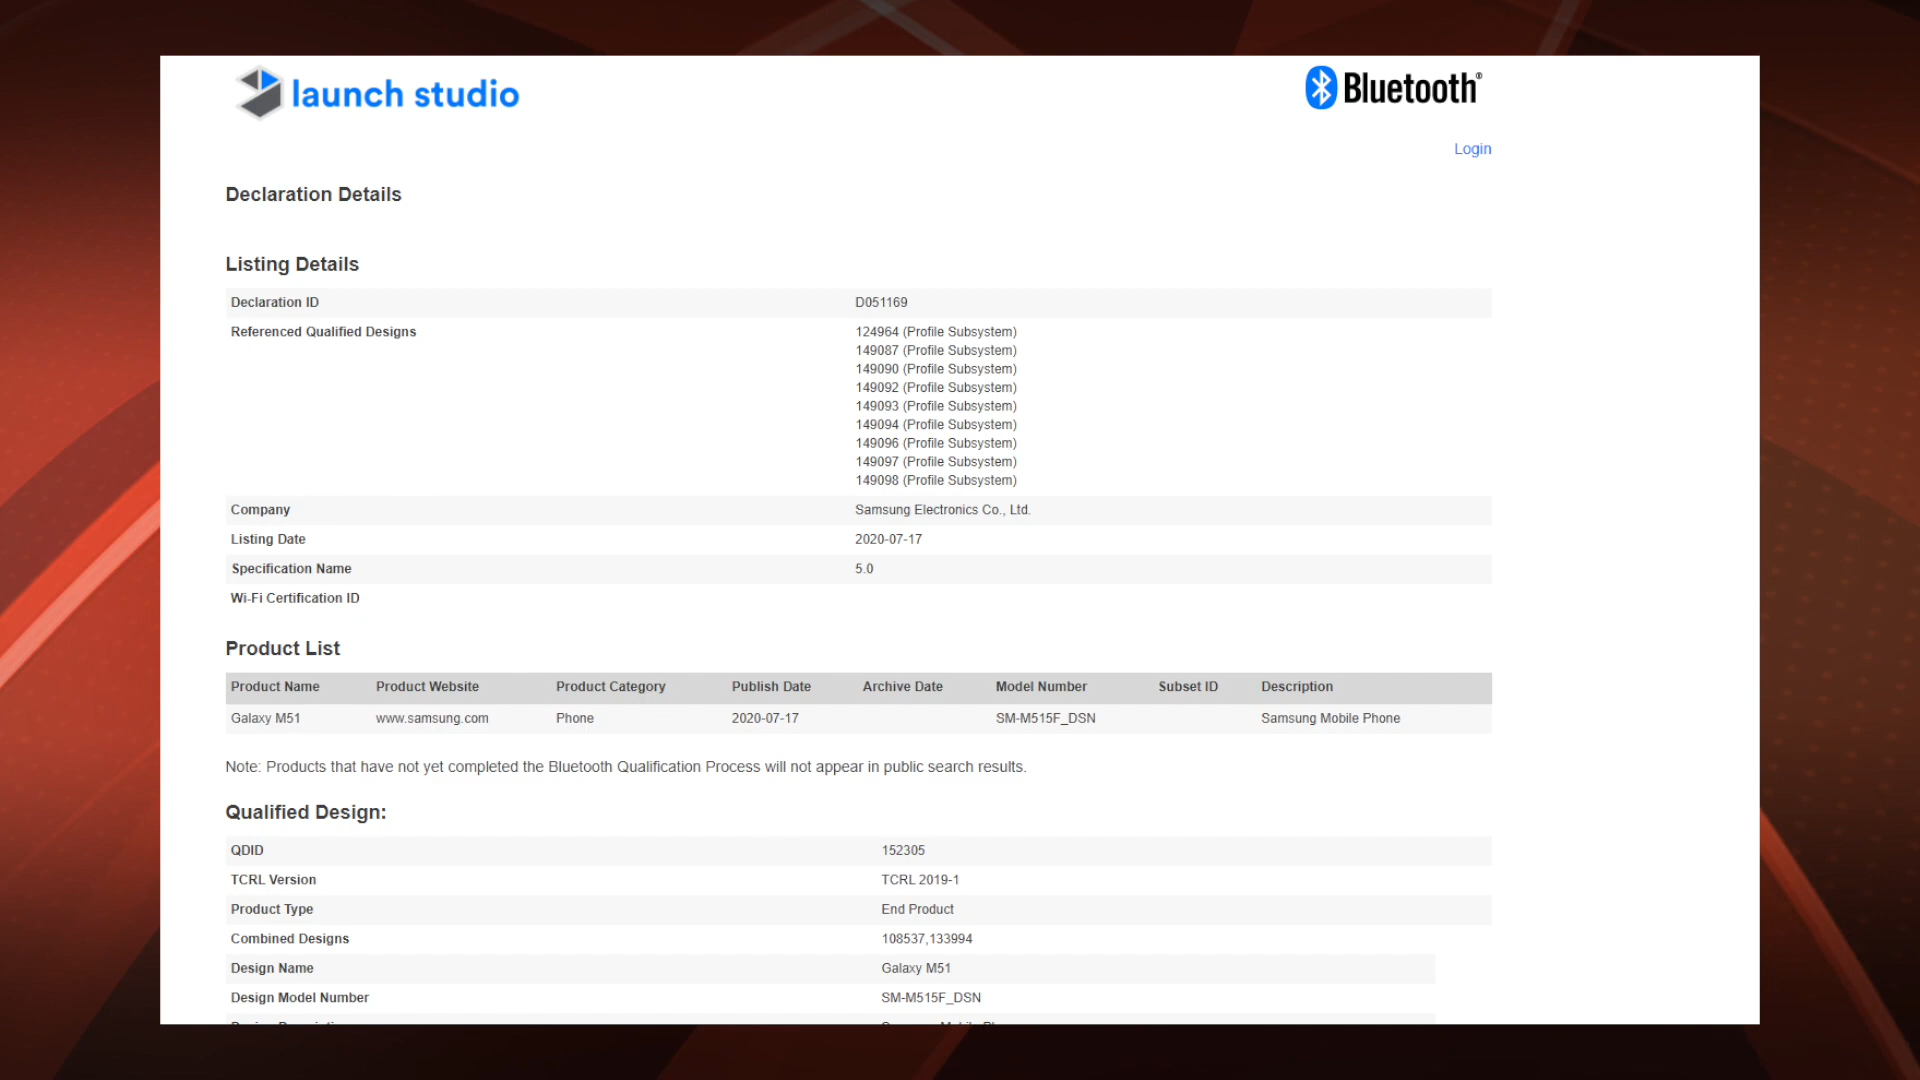 launch studio
Bluetooth®
Login
Declaration Details
Listing Details
Declaration ID D051169
Referenced Qualified Designs 124964 (Profile Subsystem)
149087 (Profile Subsystem)
149090 (Profile Subsystem)
149092 (Profile Subsystem)
149093 (Profile Subsystem)
149094 (Profile Subsystem)
149096 (Profile Subsystem)
149097 (Profile Subsystem)
149098 (Profile Subsystem)
Company Samsung Electronics Co., Ltd.
Listing Date 2020-07-17
Specification Name 5.0
Wi-Fi Certification ID
Product List
Product Name Product Website Product Category Publish Date Archive Date Model Number Subset ID Description
Galaxy M51 www.samsung.com Phone 2020-07-17 SM-M515F_DSN Samsung Mobile Phone
Note: Products that have not yet completed the Bluetooth Qualification Process will not appear in public search results.
Qualified Design:
QDID 152305
TCRL Version TCRL 2019-1
Product Type End Product
Combined Designs 108537,133994
Design Name Galaxy M51
Design Model Number SM-M515F_DSN